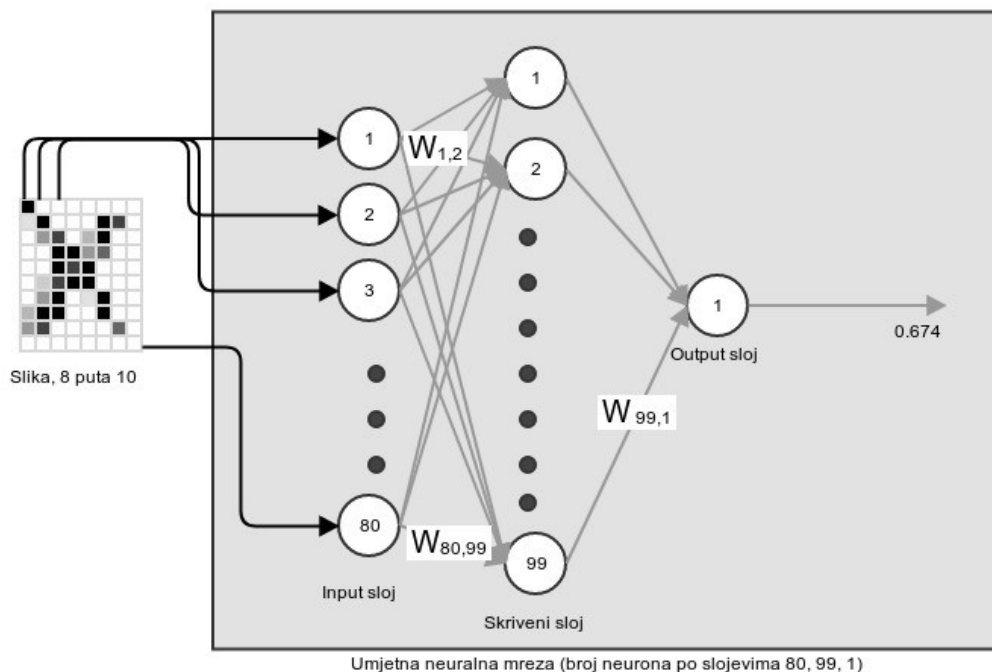 1
1
W1,2
2
2
3
1
0.674
Output sloj
Slika, 8 puta 10
W 99,1
80
W80,99
99
Input sloj
Skriveni sloj
Umjetna neuralna mreza (broj neurona po slojevima 80, 99, 1)